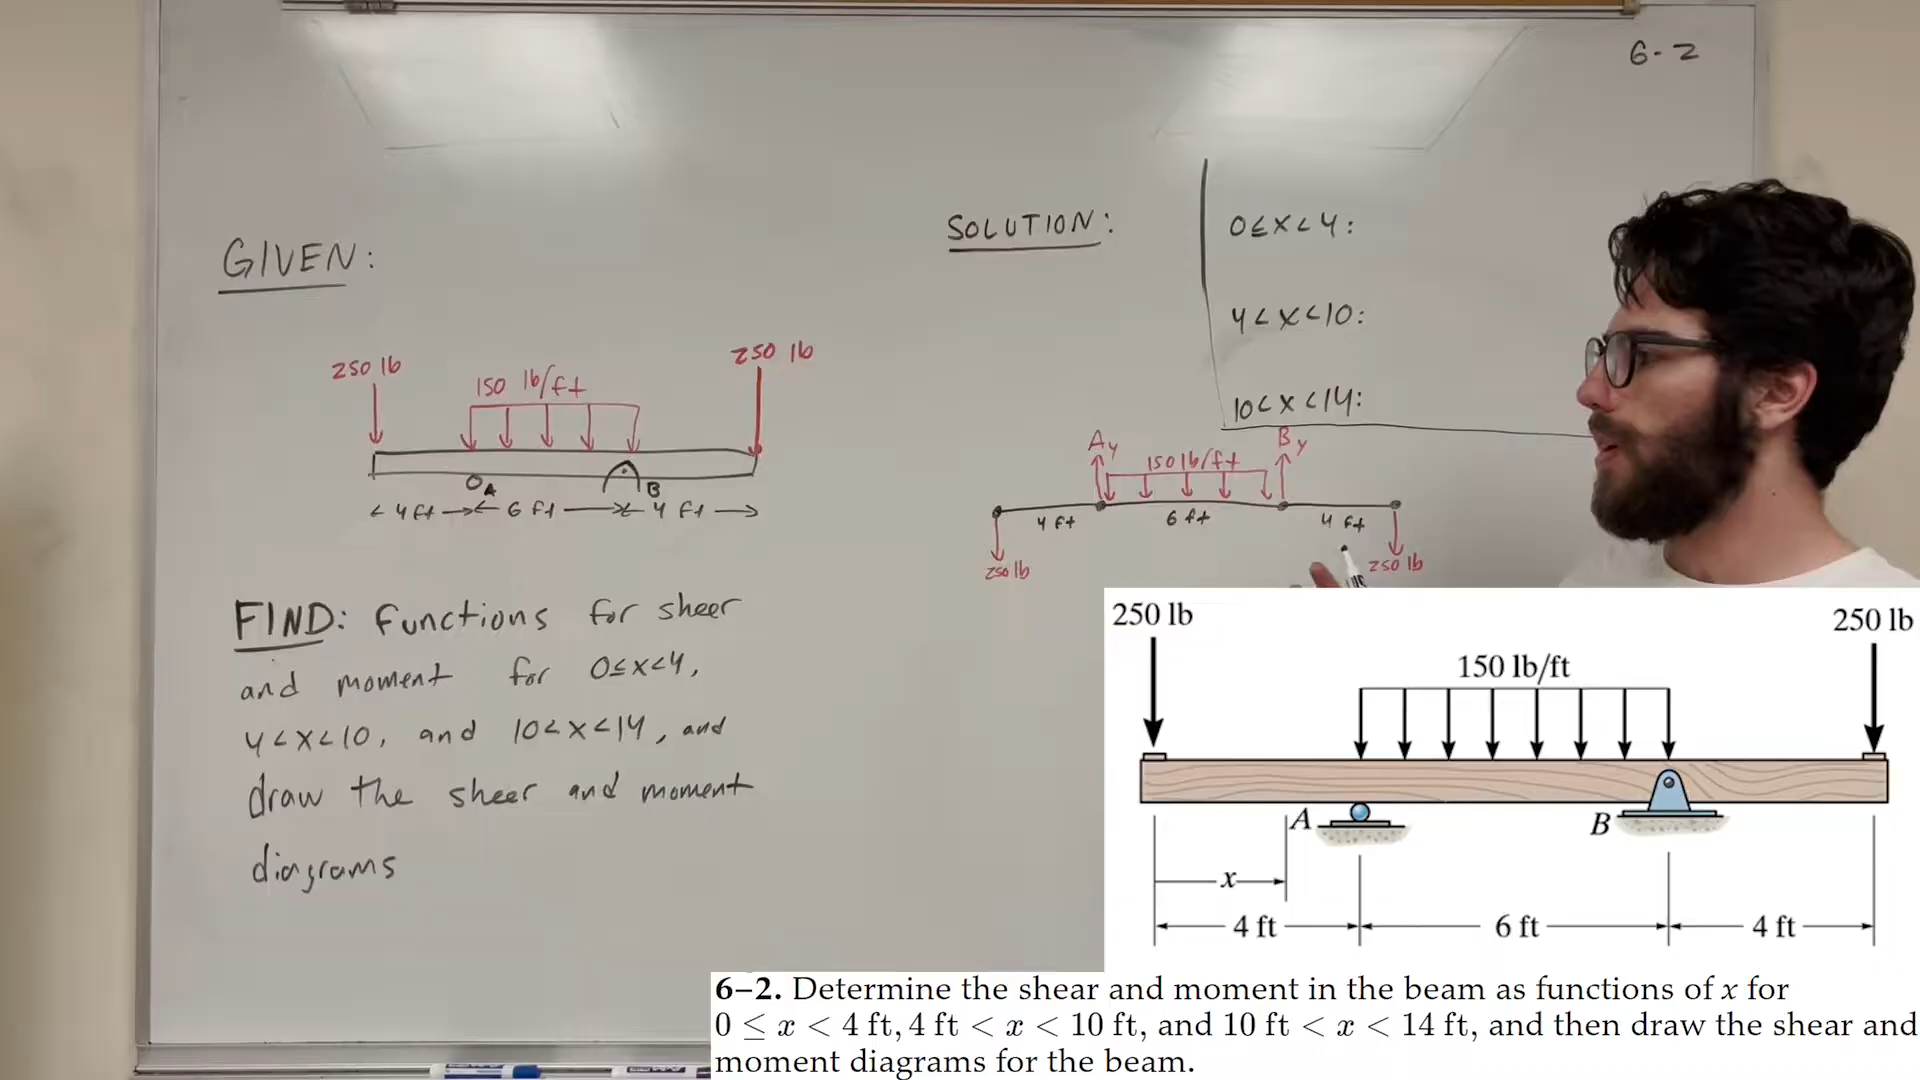 6-2
GIVEN:
250 lb
250 lb
150 lb/ft
A
B
4 ft
6 ft
4 ft
FIND: functions for sheer
and moment for 0≤x<4,
4<x<10, and 10<x<14, and
draw the sheer and moment
diagrams
SOLUTION:
0≤x<4:
4<x<10:
10<x<14:
Ay
By
150 lb/ft
4 ft
6 ft
4 ft
250 lb
250 lb
250 lb
250 lb
150 lb/ft
A
B
x
4 ft
6 ft
4 ft
6–2. Determine the shear and moment in the beam as functions of x for
0 ≤ x < 4 ft, 4 ft < x < 10 ft, and 10 ft < x < 14 ft, and then draw the shear and
moment diagrams for the beam.